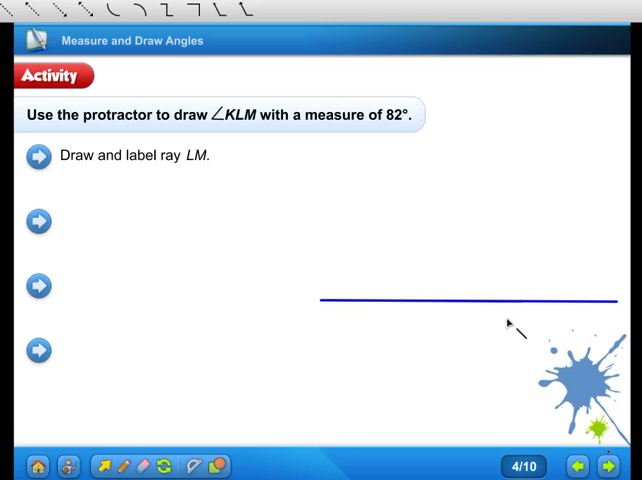 Measure and Draw Angles
Activity
Use the protractor to draw ∠KLM with a measure of 82°.
Draw and label ray LM.
4/10